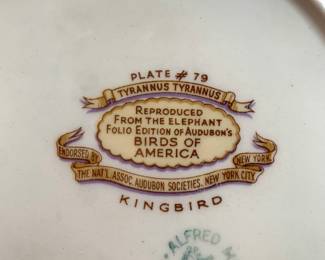 PLATE # 79
TYRANNUS TYRANNUS
REPRODUCED
FROM THE ELEPHANT
FOLIO EDITION OF AUDUBON'S
BIRDS OF
AMERICA
ENDORSED BY
NEW YORK
THE NAT'L. ASSOC. AUDUBON SOCIETIES, NEW YORK CITY.
KINGBIRD
ALFRED